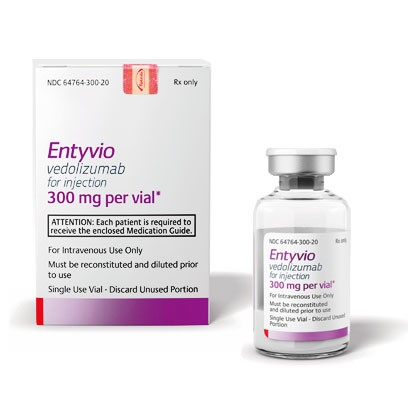 NDC 64764-300-20 Rx only
Entyvio
vedolizumab
for injection
300 mg per vial*
ATTENTION: Each patient is required to
receive the enclosed Medication Guide.
For Intravenous Use Only
Must be reconstituted and diluted prior
to use
Single Use Vial - Discard Unused Portion
NDC 64764-300-20 Rx only
Entyvio
vedolizumab
for injection
300 mg per vial*
For Intravenous Use Only
Must be reconstituted
and diluted prior to use
Single Use Vial - Discard
Unused Portion